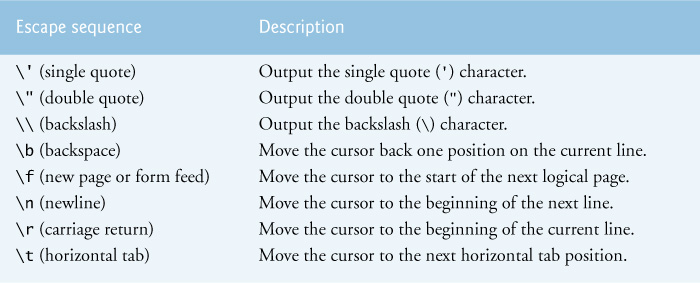 Escape sequence Description
\' (single quote) Output the single quote (') character.
\" (double quote) Output the double quote (") character.
\\ (backslash) Output the backslash (\) character.
\b (backspace) Move the cursor back one position on the current line.
\f (new page or form feed) Move the cursor to the start of the next logical page.
\n (newline) Move the cursor to the beginning of the next line.
\r (carriage return) Move the cursor to the beginning of the current line.
\t (horizontal tab) Move the cursor to the next horizontal tab position.